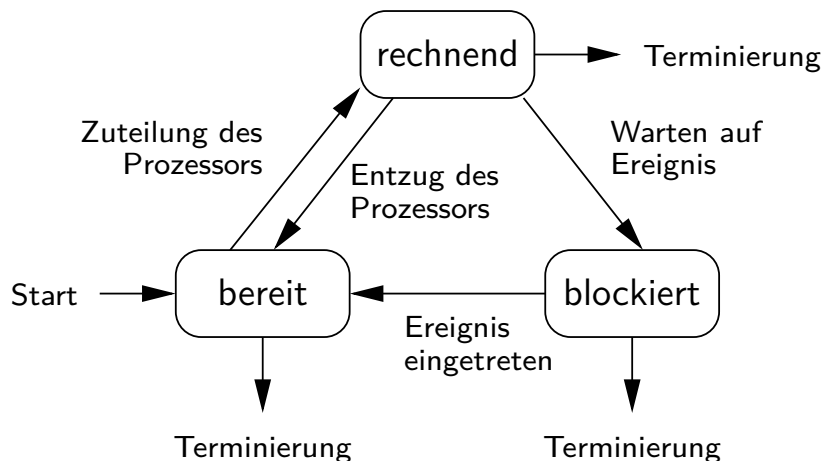 rechnend
Terminierung
Zuteilung des
Prozessors
Warten auf
Ereignis
Entzug des
Prozessors
Start
bereit
blockiert
Ereignis
eingetreten
Terminierung
Terminierung